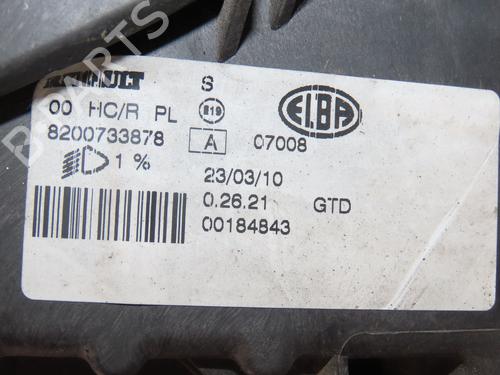 RENAULT S
00 HC/R PL E19 ELBA
8200733878 A 07008
1 %
23/03/10
0.26.21 GTD
00184843
B-PARTS